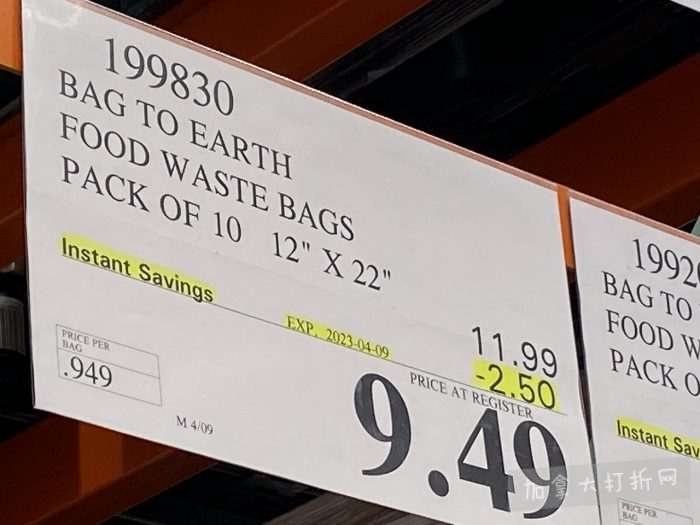 199830
BAG TO EARTH
FOOD WASTE BAGS
PACK OF 10 12" X 22"
Instant Savings
EXP. 2023-04-09
11.99
-2.50
PRICE PER
BAG
.949
PRICE AT REGISTER
9.49
M 4/09
1992
BAG TO
FOOD W
PACK O
Instant Sav
PRICE PER
BAG
加拿大打折网